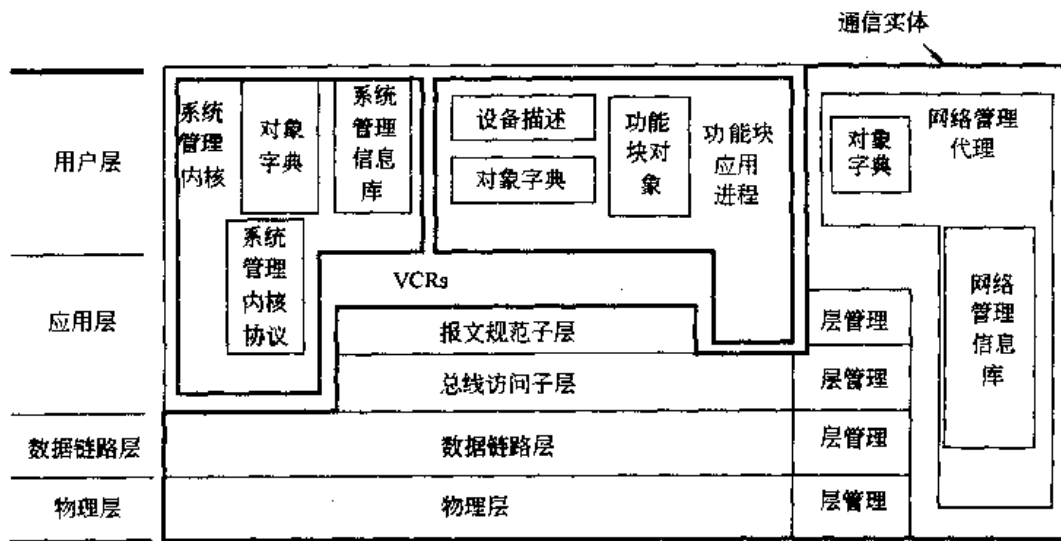 通信实体
用户层
系统
管理
内核
对象
字典
系统
管理
信息
库
设备描述
对象字典
功能
块对
象
功能块
应用
进程
对象
字典
网络管理
代理
系统
管理
内核
协议
应用层
VCRs
报文规范子层
层管理
总线访问子层
层管理
网络
管理
信息
库
数据链路层
数据链路层
层管理
物理层
物理层
层管理